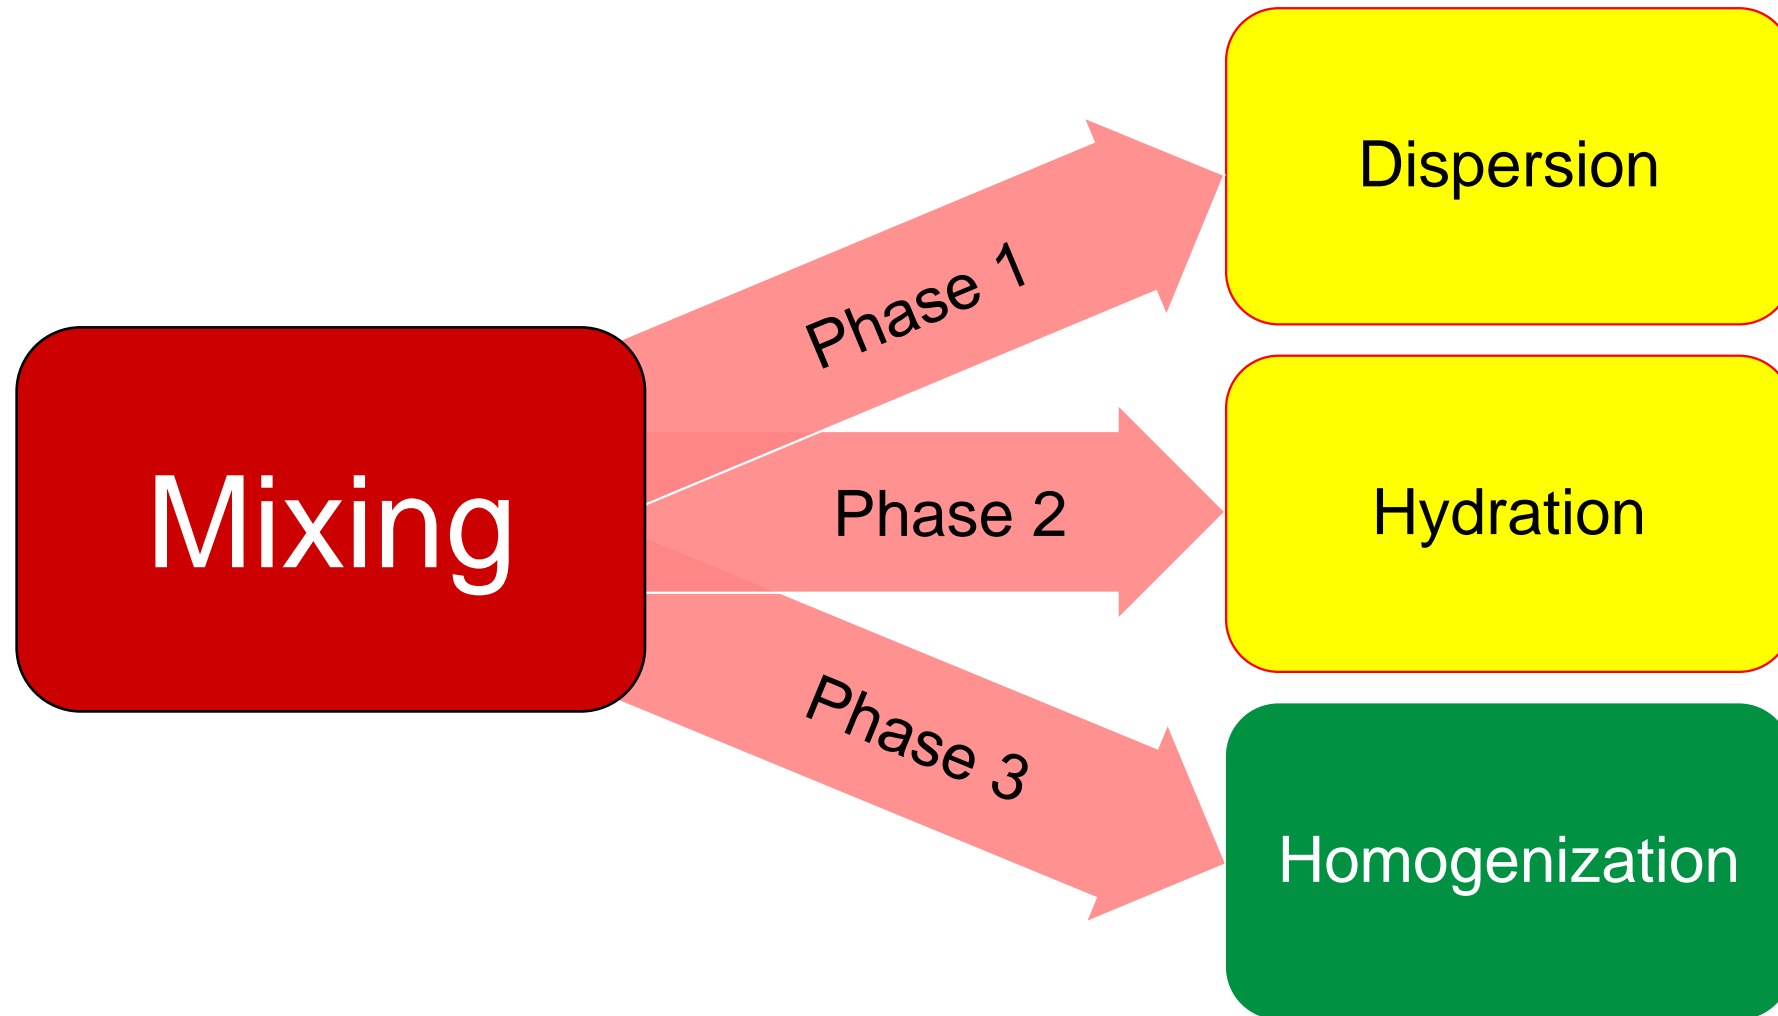 Mixing
Phase 1
Dispersion
Phase 2
Hydration
Phase 3
Homogenization